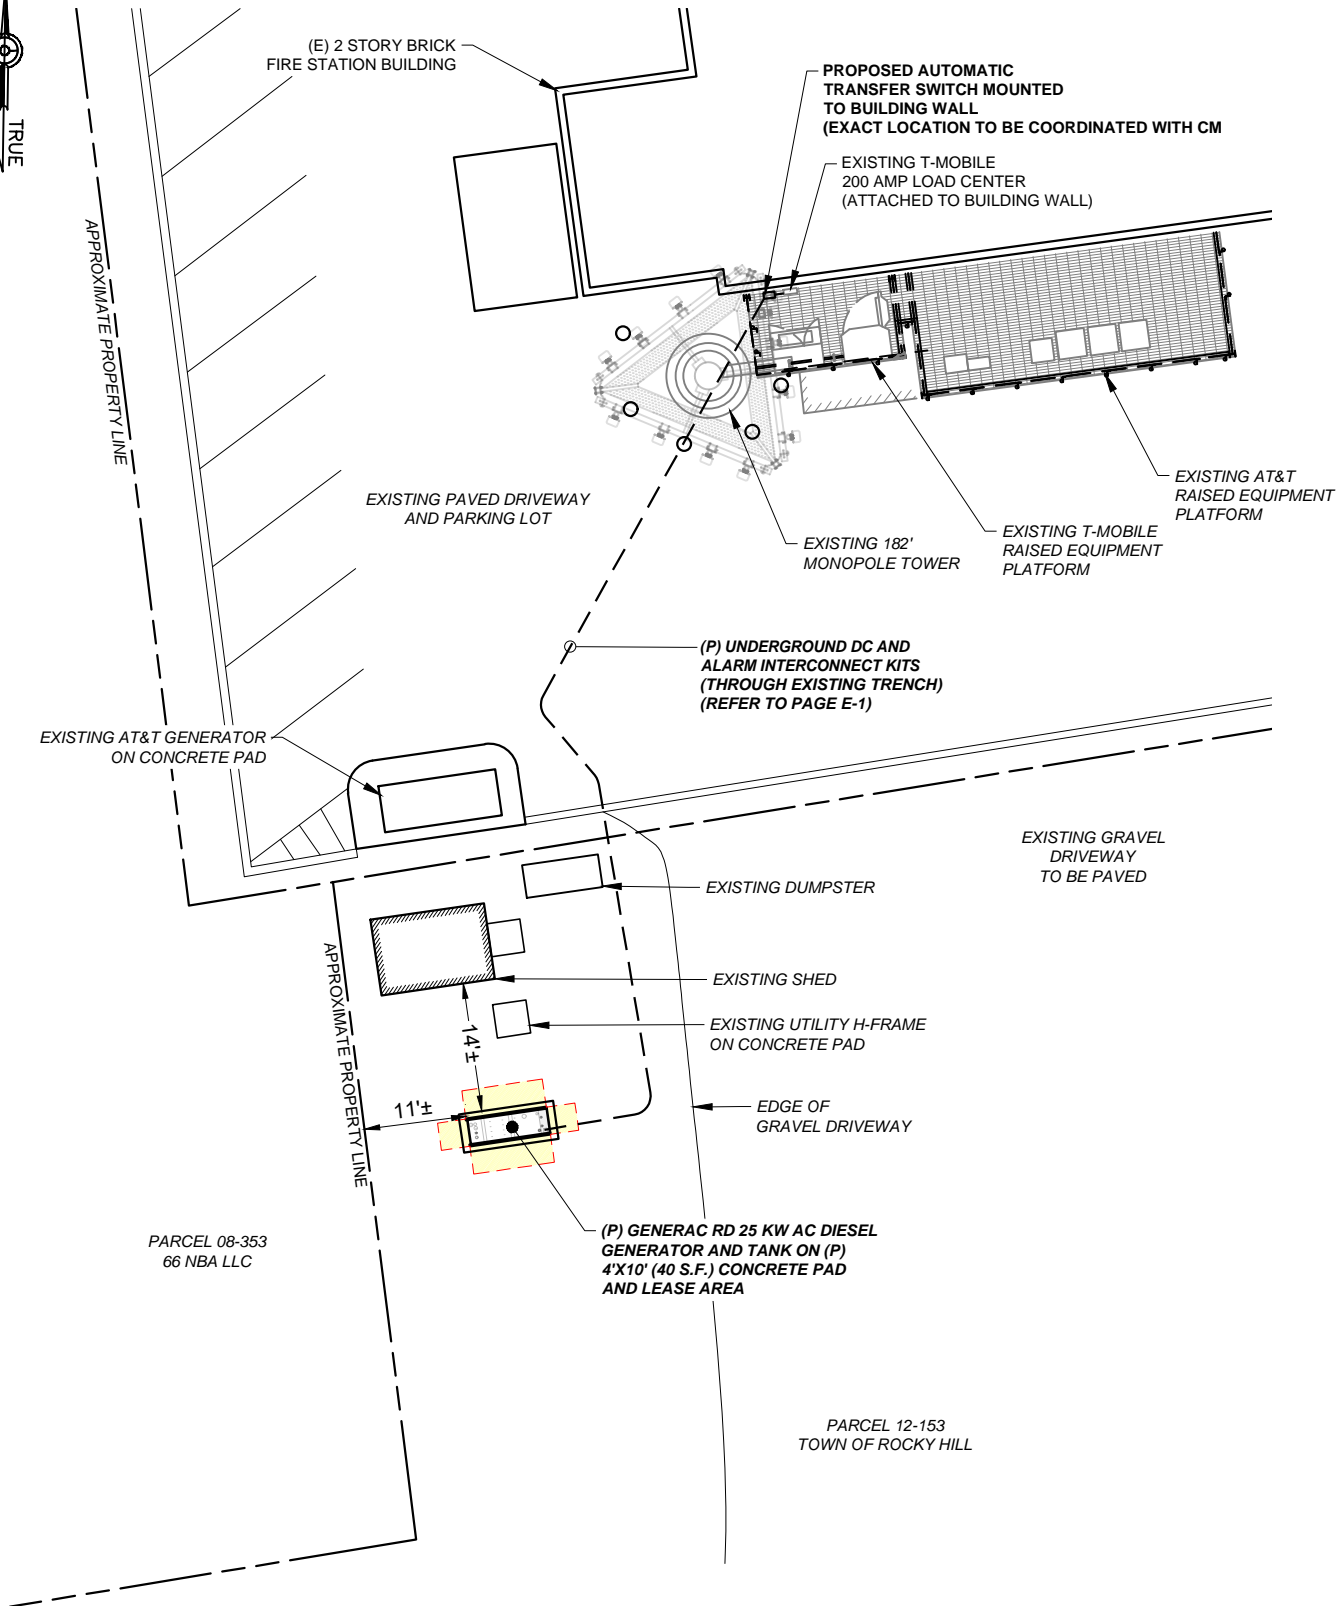 TRUE
(E) 2 STORY BRICK
FIRE STATION BUILDING
PROPOSED AUTOMATIC
TRANSFER SWITCH MOUNTED
TO BUILDING WALL
(EXACT LOCATION TO BE COORDINATED WITH CM
EXISTING T-MOBILE
200 AMP LOAD CENTER
(ATTACHED TO BUILDING WALL)
APPROXIMATE PROPERTY LINE
EXISTING PAVED DRIVEWAY
AND PARKING LOT
EXISTING AT&T
RAISED EQUIPMENT
PLATFORM
EXISTING T-MOBILE
RAISED EQUIPMENT
PLATFORM
EXISTING 182'
MONOPOLE TOWER
(P) UNDERGROUND DC AND
ALARM INTERCONNECT KITS
(THROUGH EXISTING TRENCH)
(REFER TO PAGE E-1)
EXISTING AT&T GENERATOR
ON CONCRETE PAD
EXISTING GRAVEL
DRIVEWAY
TO BE PAVED
EXISTING DUMPSTER
APPROXIMATE PROPERTY LINE
EXISTING SHED
EXISTING UTILITY H-FRAME
ON CONCRETE PAD
14'±
11'±
EDGE OF
GRAVEL DRIVEWAY
(P) GENERAC RD 25 KW AC DIESEL
GENERATOR AND TANK ON (P)
4'X10' (40 S.F.) CONCRETE PAD
AND LEASE AREA
PARCEL 08-353
66 NBA LLC
PARCEL 12-153
TOWN OF ROCKY HILL